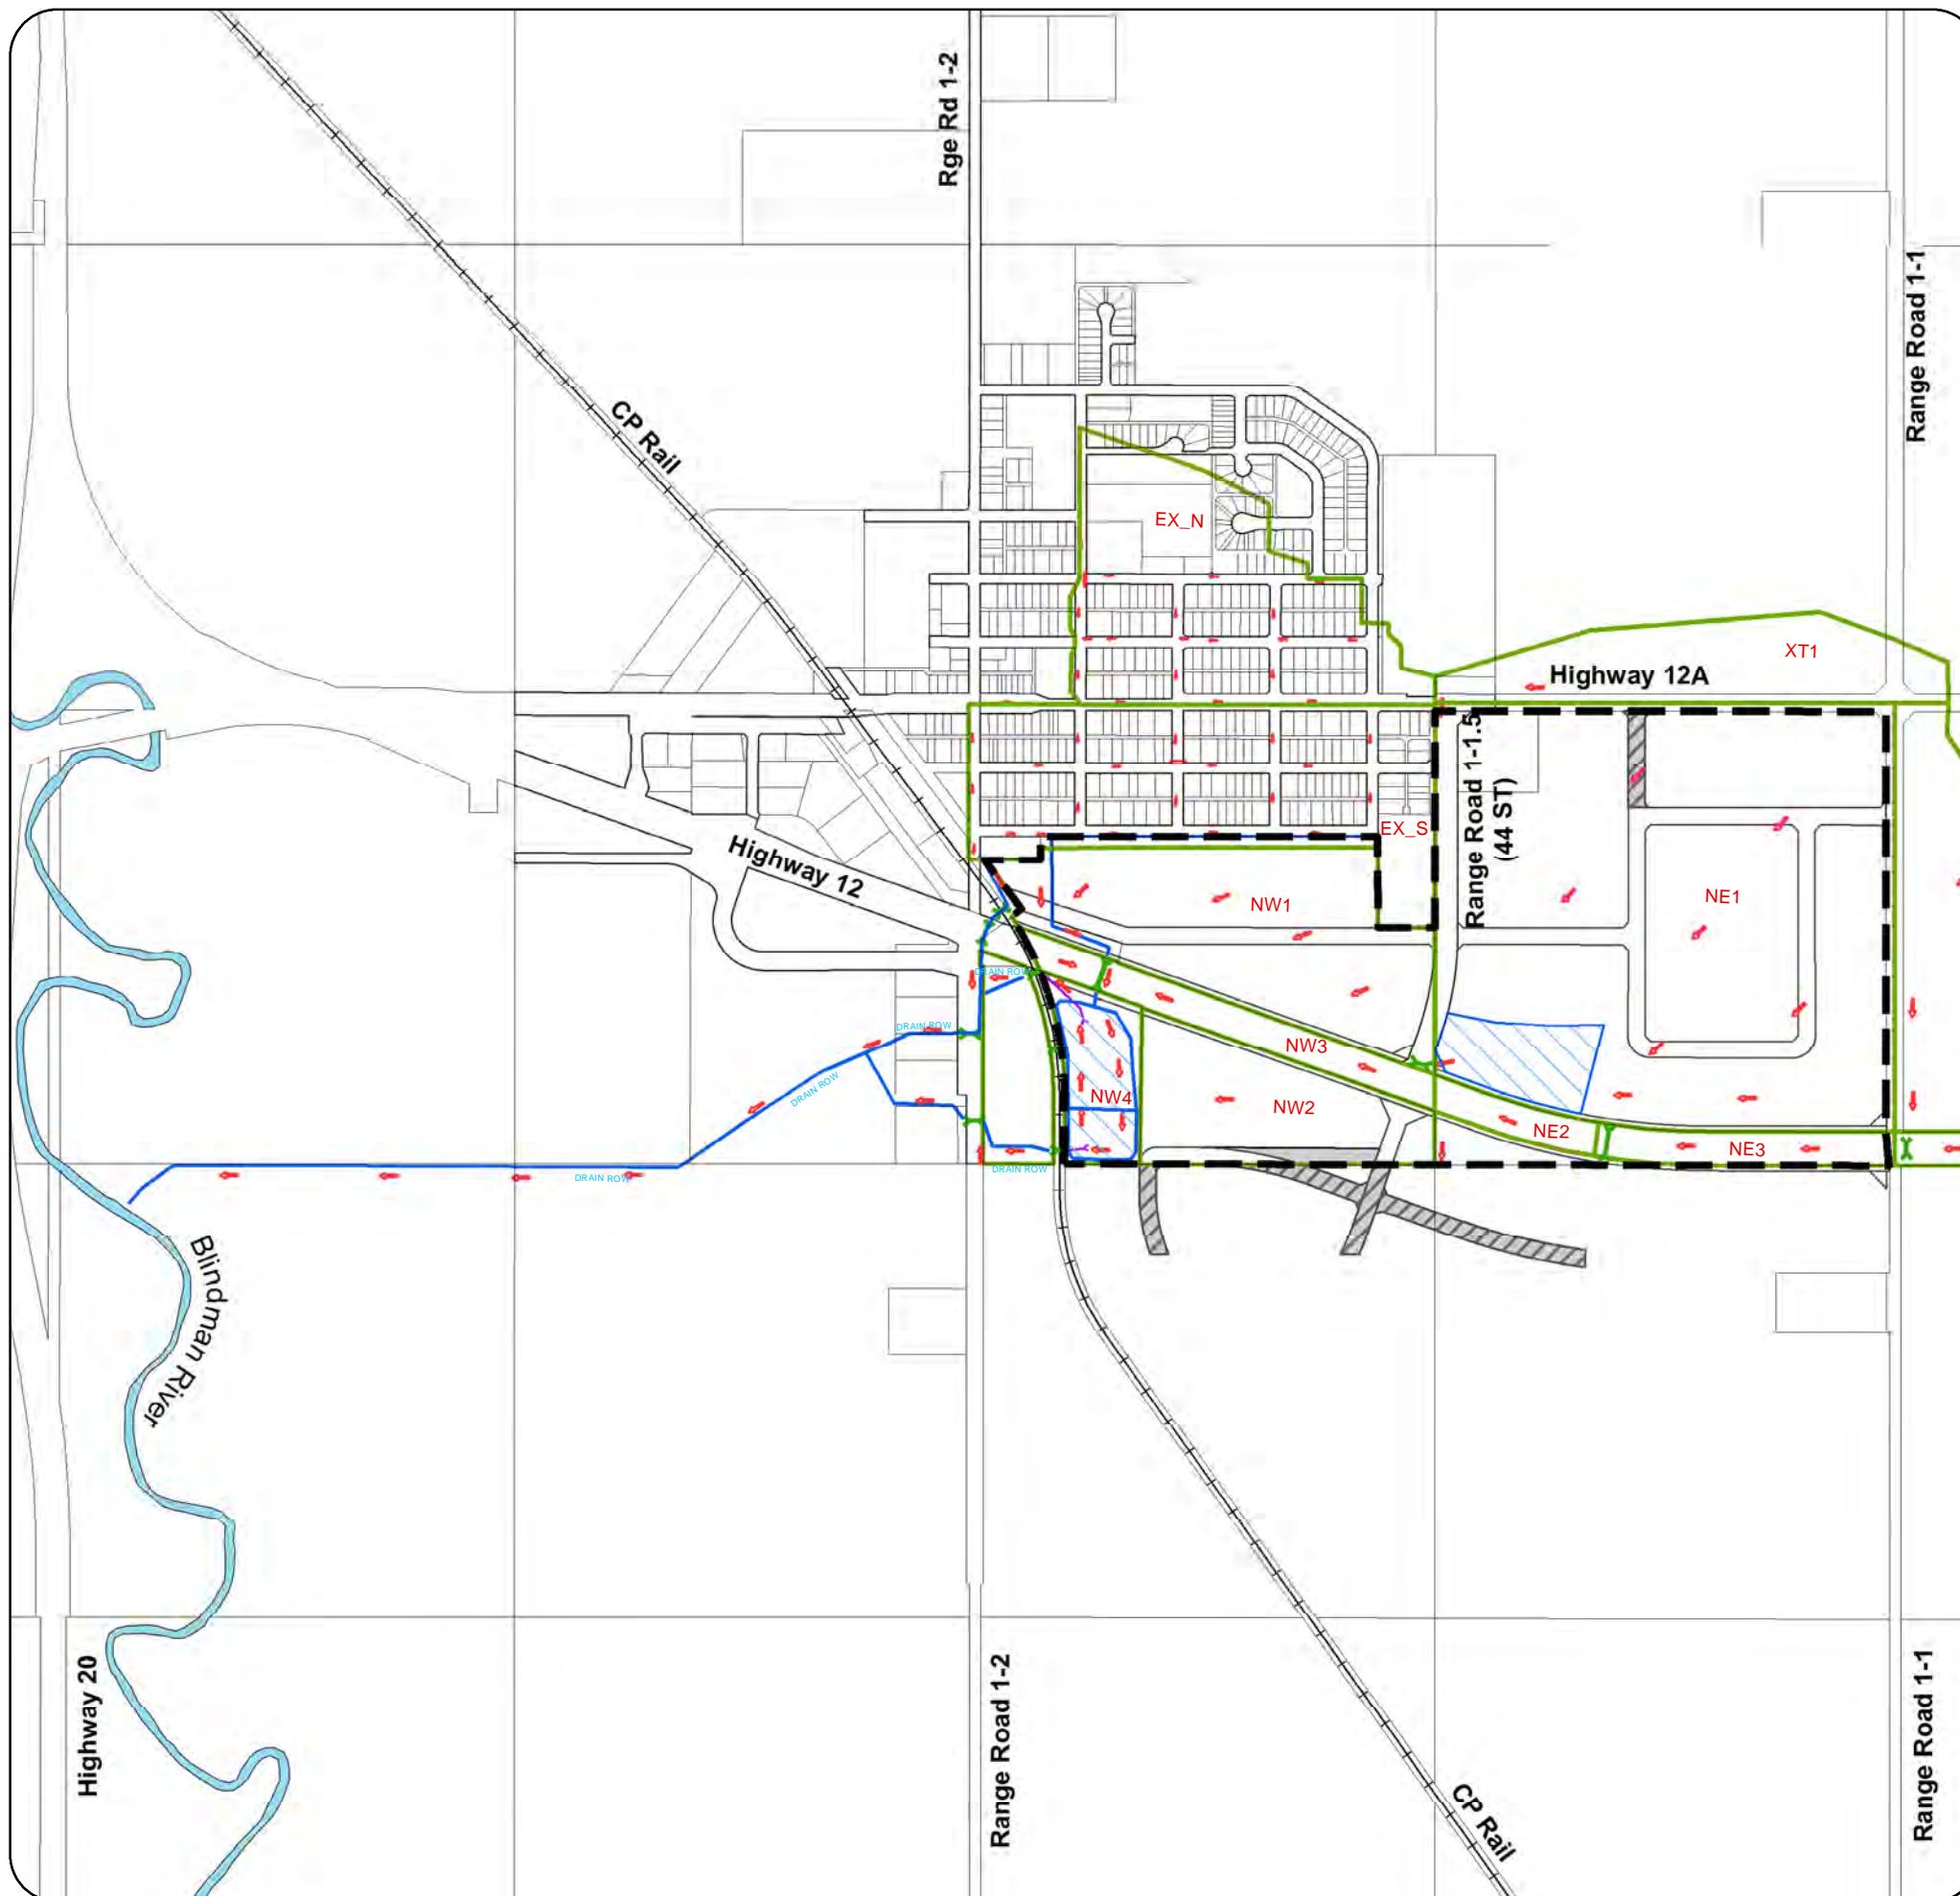 Rge Rd 1-2
Range Road 1-1
CP Rail
EX_N
XT1
Highway 12A
Range Road 1-1.5
(44 ST)
EX_S
Highway 12
NW1
NE1
DRAIN ROW
DRAIN ROW
NW3
DRAIN ROW
NW4
NW2
NE2
NE3
DRAIN ROW
DRAIN ROW
Blindman River
Highway 20
Range Road 1-2
Range Road 1-1
CP Rail